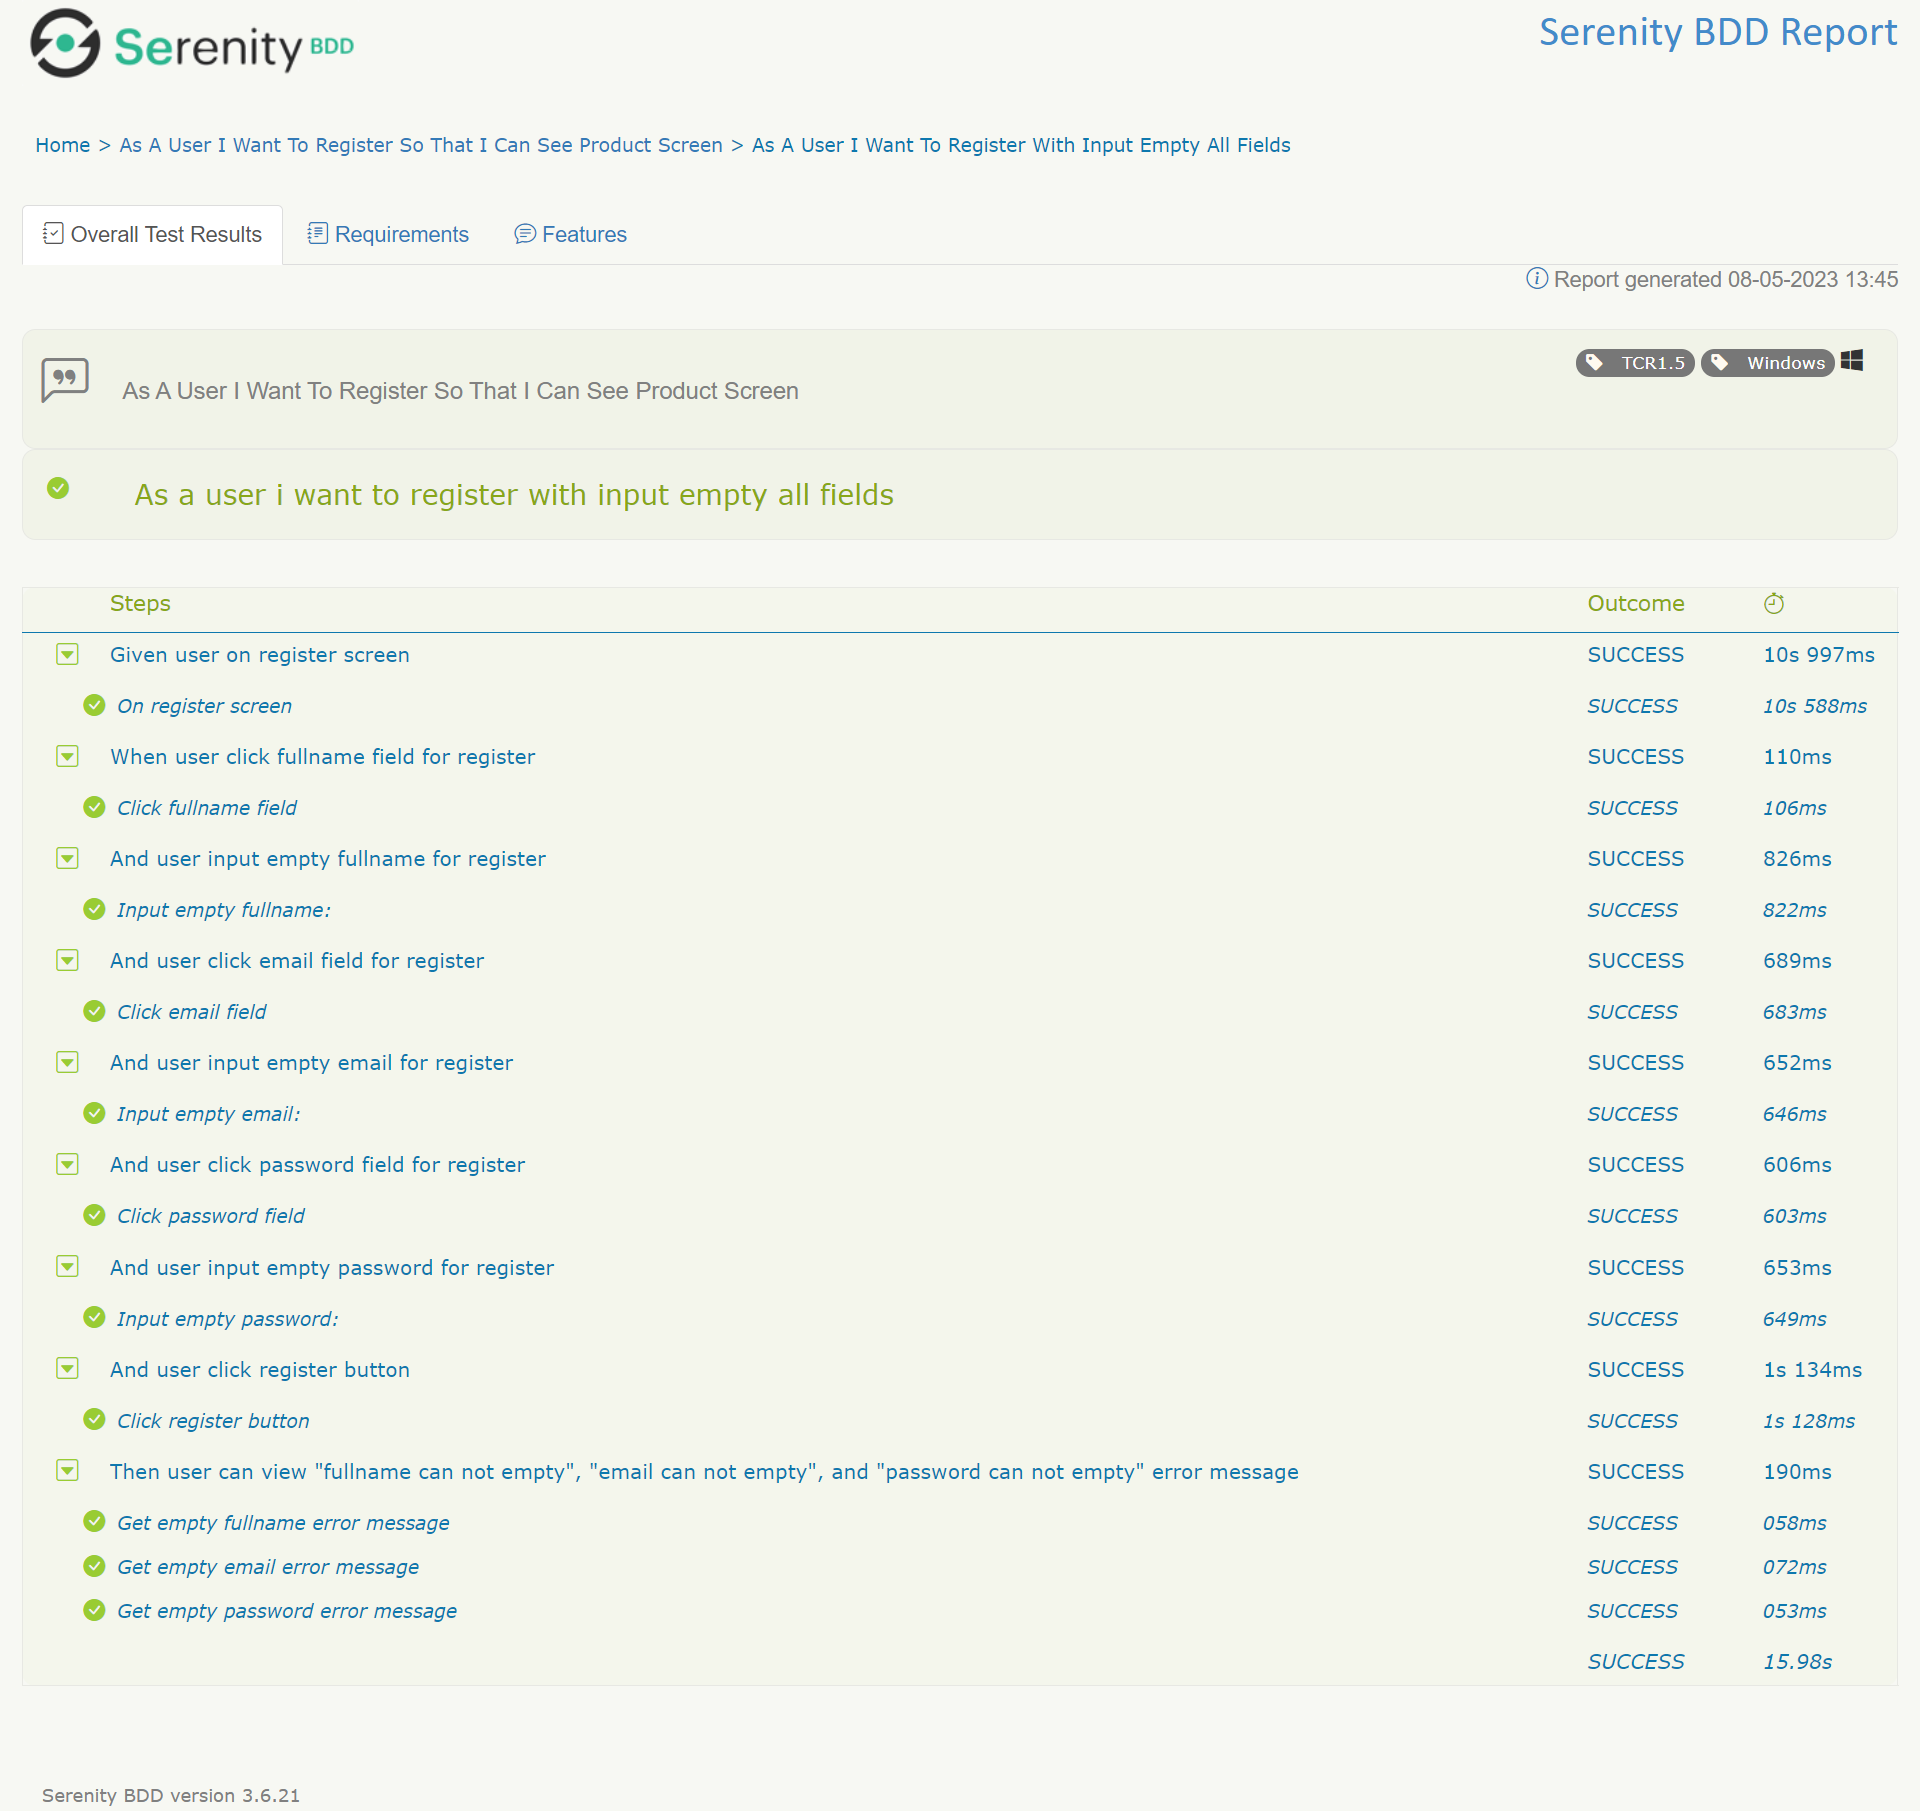 Serenity BDD
Serenity BDD Report
Home > As A User I Want To Register So That I Can See Product Screen > As A User I Want To Register With Input Empty All Fields
Overall Test Results Requirements Features
Report generated 08-05-2023 13:45
As A User I Want To Register So That I Can See Product Screen
TCR1.5 Windows
As a user i want to register with input empty all fields
Steps Outcome
Given user on register screen SUCCESS 10s 997ms
On register screen SUCCESS 10s 588ms
When user click fullname field for register SUCCESS 110ms
Click fullname field SUCCESS 106ms
And user input empty fullname for register SUCCESS 826ms
Input empty fullname: SUCCESS 822ms
And user click email field for register SUCCESS 689ms
Click email field SUCCESS 683ms
And user input empty email for register SUCCESS 652ms
Input empty email: SUCCESS 646ms
And user click password field for register SUCCESS 606ms
Click password field SUCCESS 603ms
And user input empty password for register SUCCESS 653ms
Input empty password: SUCCESS 649ms
And user click register button SUCCESS 1s 134ms
Click register button SUCCESS 1s 128ms
Then user can view "fullname can not empty", "email can not empty", and "password can not empty" error message SUCCESS 190ms
Get empty fullname error message SUCCESS 058ms
Get empty email error message SUCCESS 072ms
Get empty password error message SUCCESS 053ms
SUCCESS 15.98s
Serenity BDD version 3.6.21